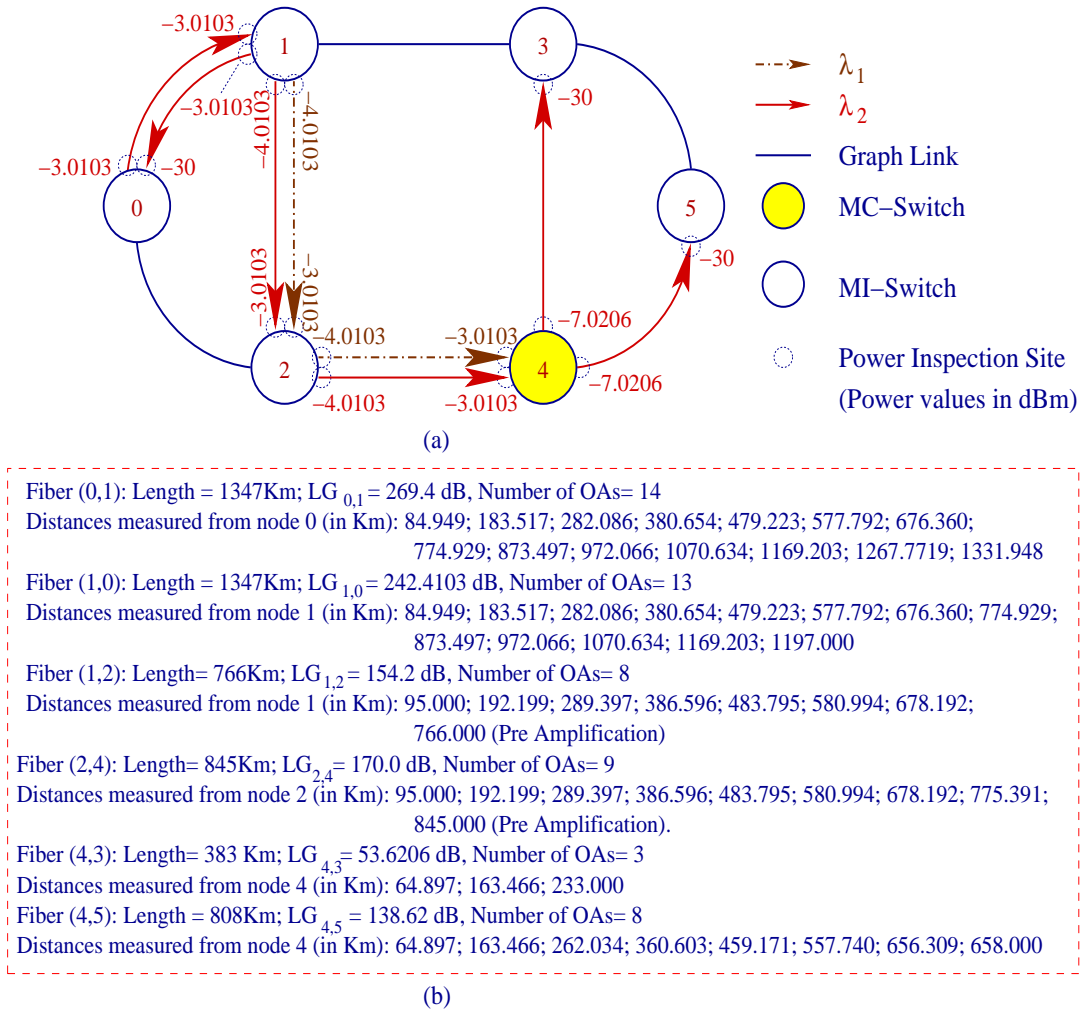 −3.0103
1
3
λ1
−3.0103
−4.0103
−4.0103
−30
λ2
−3.0103
−30
Graph Link
0
5
MC−Switch
−30
−3.0103
−3.0103
MI−Switch
−4.0103
−3.0103
−7.0206
2
4
Power Inspection Site
−4.0103
−3.0103
−7.0206
(Power values in dBm)
(a)
Fiber (0,1): Length = 1347Km; LG 0,1 = 269.4 dB, Number of OAs= 14
Distances measured from node 0 (in Km): 84.949; 183.517; 282.086; 380.654; 479.223; 577.792; 676.360;
774.929; 873.497; 972.066; 1070.634; 1169.203; 1267.7719; 1331.948
Fiber (1,0): Length = 1347Km; LG 1,0 = 242.4103 dB, Number of OAs= 13
Distances measured from node 1 (in Km): 84.949; 183.517; 282.086; 380.654; 479.223; 577.792; 676.360; 774.929;
873.497; 972.066; 1070.634; 1169.203; 1197.000
Fiber (1,2): Length= 766Km; LG 1,2 = 154.2 dB, Number of OAs= 8
Distances measured from node 1 (in Km): 95.000; 192.199; 289.397; 386.596; 483.795; 580.994; 678.192;
766.000 (Pre Amplification)
Fiber (2,4): Length= 845Km; LG 2,4 = 170.0 dB, Number of OAs= 9
Distances measured from node 2 (in Km): 95.000; 192.199; 289.397; 386.596; 483.795; 580.994; 678.192; 775.391;
845.000 (Pre Amplification).
Fiber (4,3): Length= 383 Km; LG 4,3 = 53.6206 dB, Number of OAs= 3
Distances measured from node 4 (in Km): 64.897; 163.466; 233.000
Fiber (4,5): Length = 808Km; LG 4,5 = 138.62 dB, Number of OAs= 8
Distances measured from node 4 (in Km): 64.897; 163.466; 262.034; 360.603; 459.171; 557.740; 656.309; 658.000
(b)